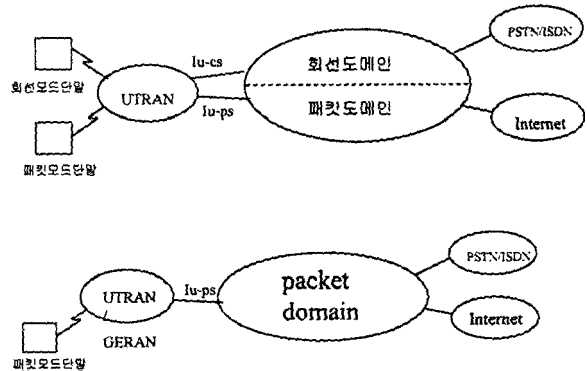 PSTN/ISDN
Iu-cs
회선도메인
회선모드단말
UTRAN
패킷도메인
Iu-ps
Internet
패킷모드단말
PSTN/ISDN
Iu-ps
packet
domain
UTRAN
Internet
GERAN
패킷모드단말